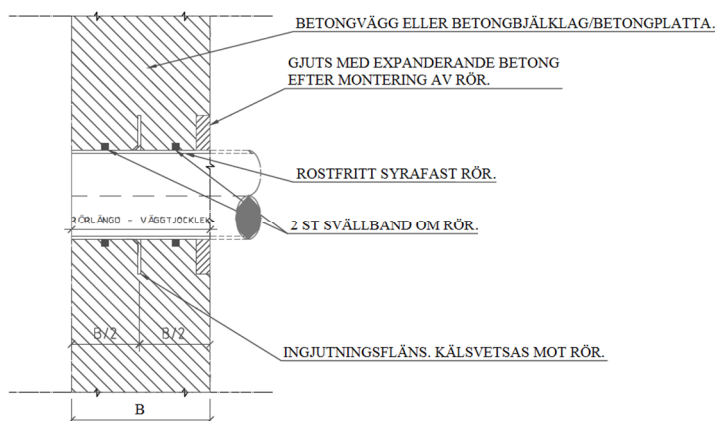 BETONGVÄGG ELLER BETONGBJÄLKLAG/BETONGPLATTA.
GJUTS MED EXPANDERANDE BETONG
EFTER MONTERING AV RÖR.
ROSTFRITT SYRAFAST RÖR.
RÖRLÄNGD - VÄGGTJOCKLEK
2 ST SVÄLLBAND OM RÖR.
B/2 B/2
INGJUTNINGSFLÄNS. KÄLSVETSAS MOT RÖR.
B